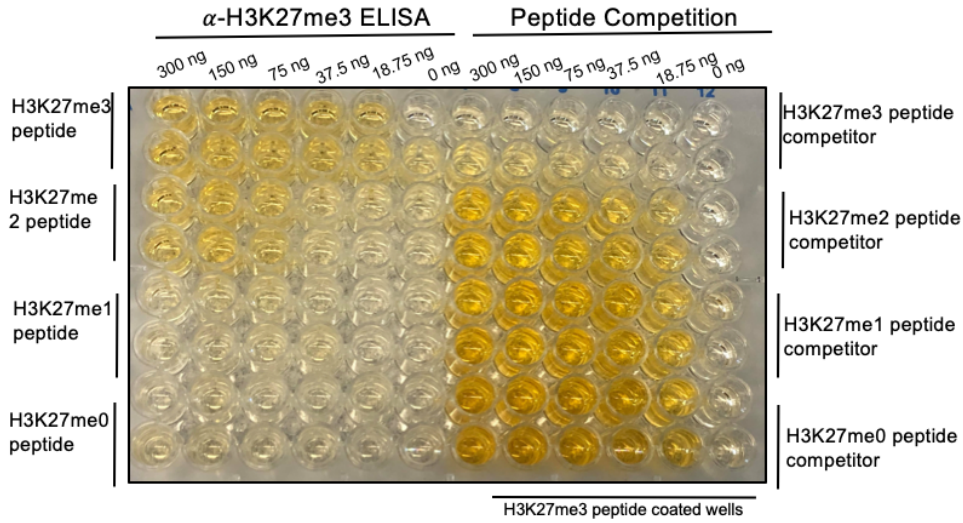 α-H3K27me3 ELISA
Peptide Competition
300 ng 150 ng 75 ng 37.5 ng 18.75 ng 0 ng 300 ng 150 ng 75 ng 37.5 ng 18.75 ng 0 ng
10 11 12
H3K27me3
peptide
H3K27me3 peptide
competitor
H3K27me
2 peptide
H3K27me2 peptide
competitor
H3K27me1
peptide
H3K27me1 peptide
competitor
H3K27me0
peptide
H3K27me0 peptide
competitor
H3K27me3 peptide coated wells